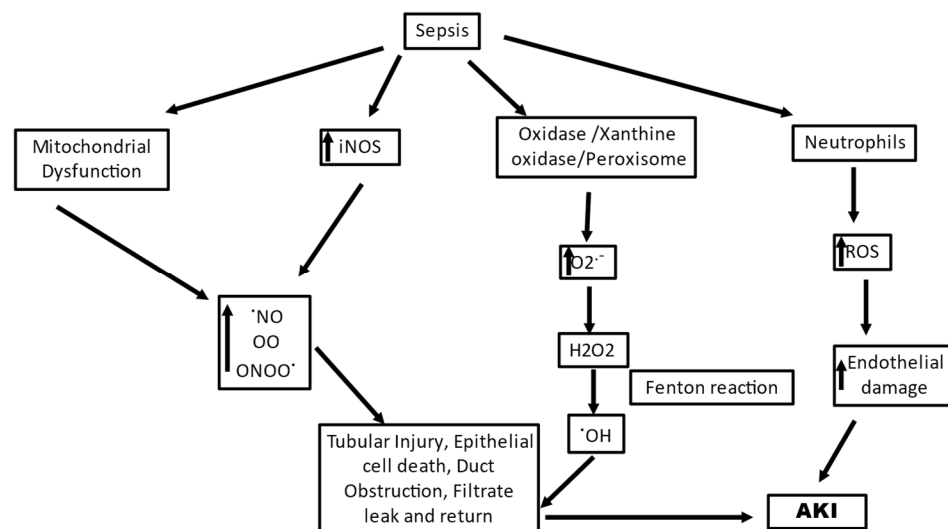 Sepsis
Mitochondrial
Dysfunction
iNOS
Oxidase /Xanthine
oxidase/Peroxisome
Neutrophils
O2·-
ROS
·NO
OO
ONOO·
H2O2
Fenton reaction
Endothelial
damage
·OH
Tubular Injury, Epithelial
cell death, Duct
Obstruction, Filtrate
leak and return
AKI